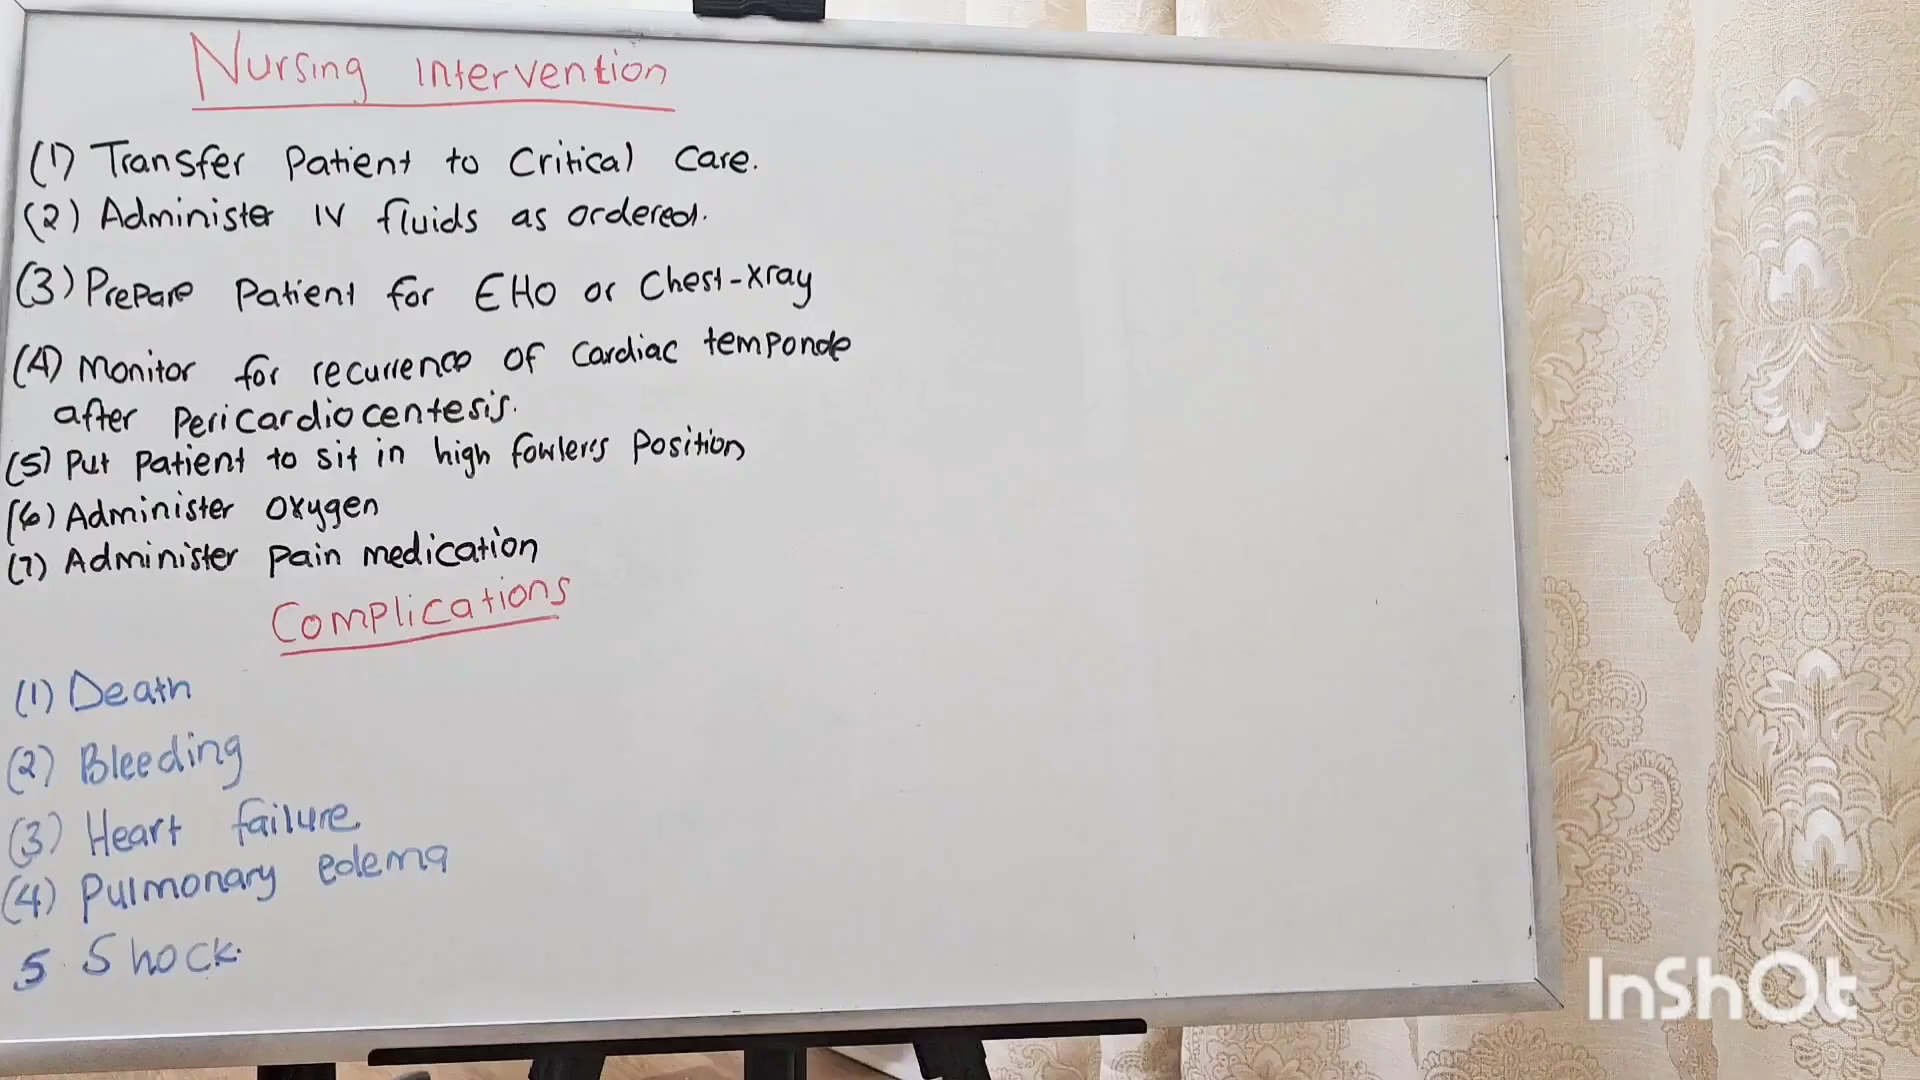 Nursing Intervention
(1) Transfer Patient to Critical Care.
(2) Administer IV fluids as ordered.
(3) Prepare Patient for EHO or Chest-Xray
(4) Monitor for recurrence of Cardiac temponde
after Pericardiocentesis.
(5) Put Patient to sit in high fowlers Position
(6) Administer Oxygen
(7) Administer Pain medication
Complications
(1) Death
(2) Bleeding
(3) Heart failure
(4) Pulmonary edema
5 Shock.
InShOt